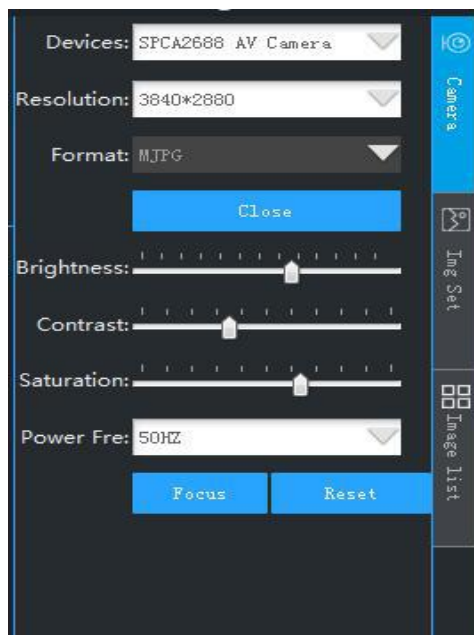 Devices: SPCA2688 AV Camera
Resolution: 3840*2880
Format: MJPG
Close
Brightness:
Contrast:
Saturation:
Power Fre: 50HZ
Focus Reset
Camera
Img Set
Image list